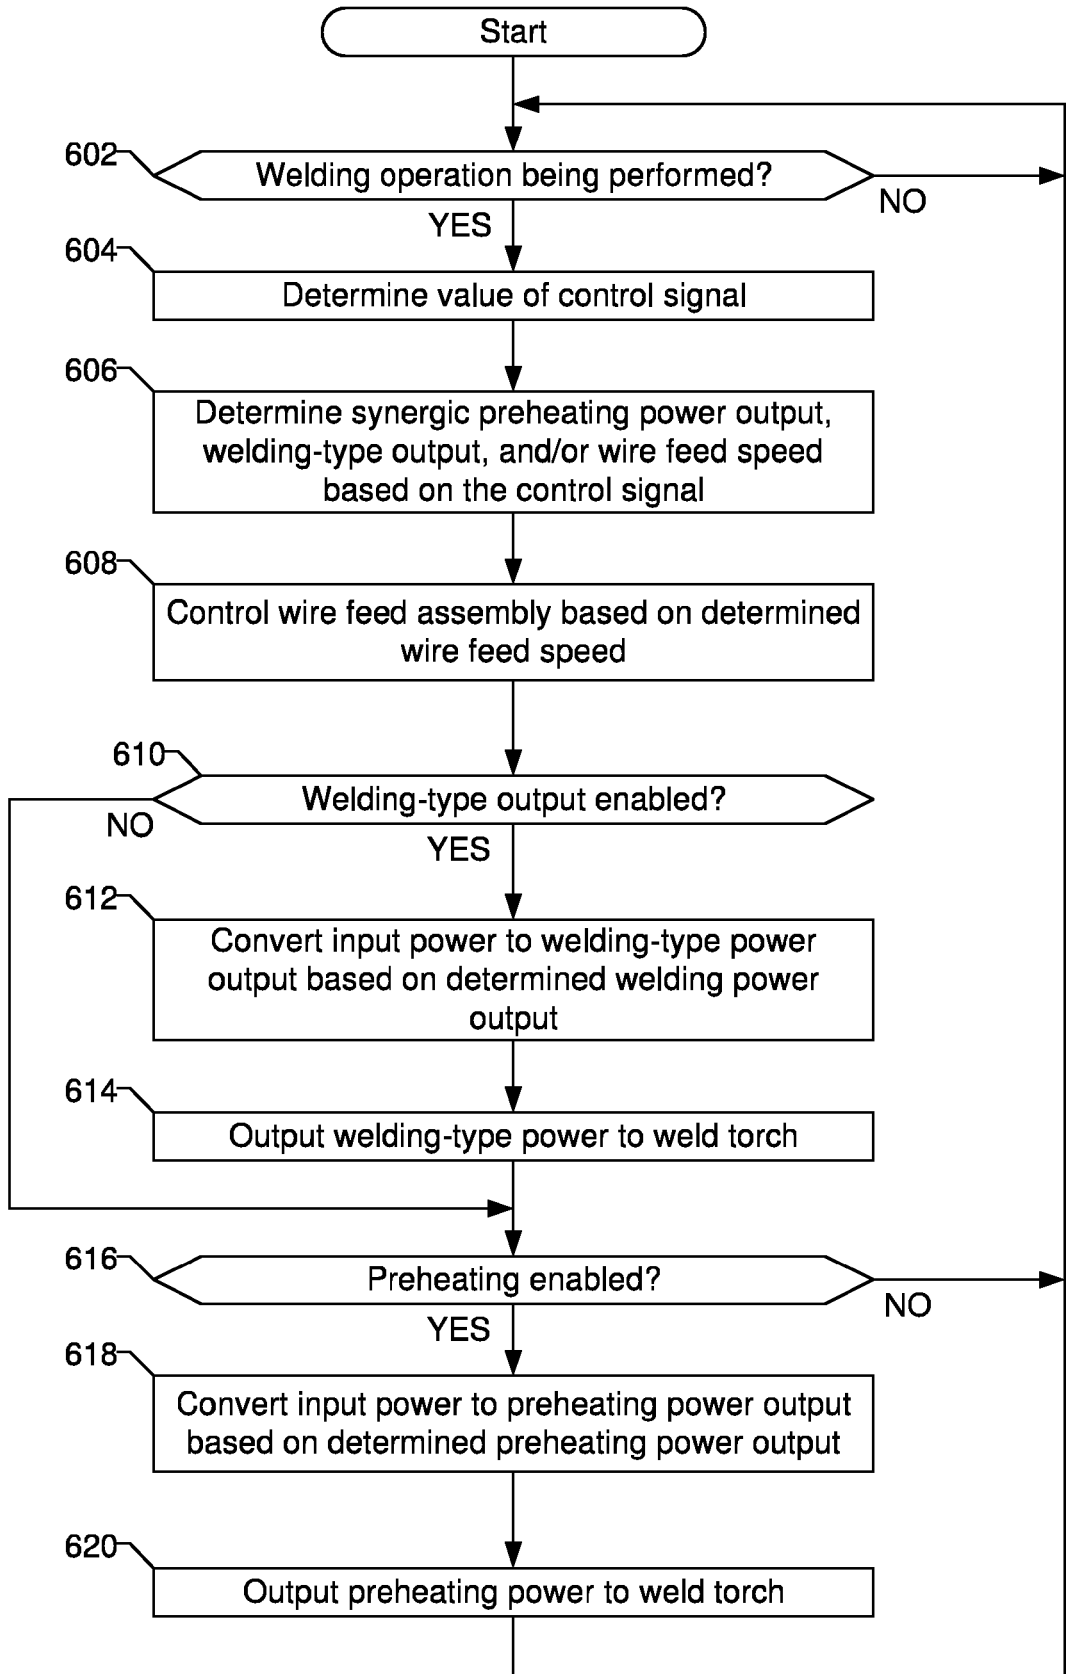 Start
602
Welding operation being performed?
NO
YES
604
Determine value of control signal
606
Determine synergic preheating power output,
welding-type output, and/or wire feed speed
based on the control signal
608
Control wire feed assembly based on determined
wire feed speed
610
Welding-type output enabled?
NO
YES
612
Convert input power to welding-type power
output based on determined welding power
output
614
Output welding-type power to weld torch
616
Preheating enabled?
NO
YES
618
Convert input power to preheating power output
based on determined preheating power output
620
Output preheating power to weld torch